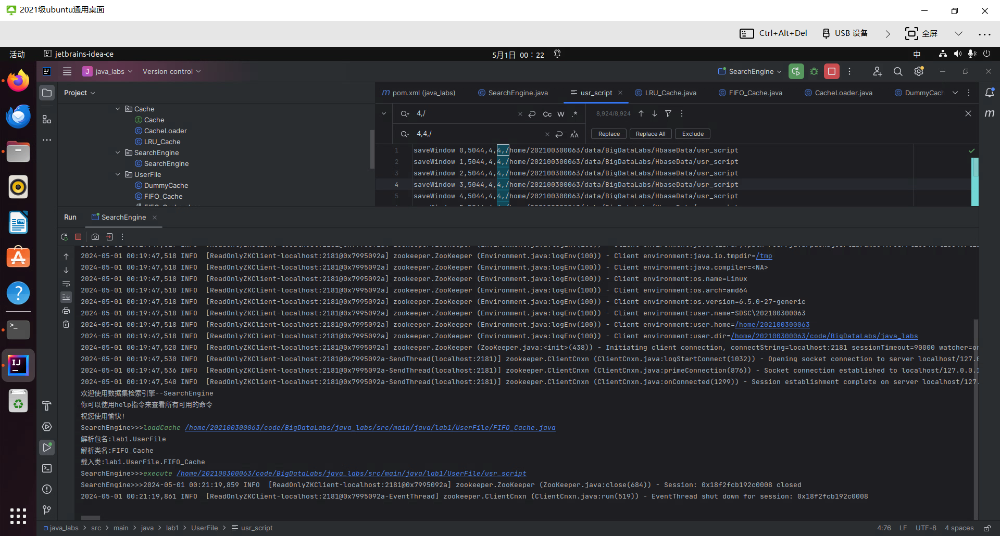 2021级ubuntu通用桌面
Ctrl+Alt+Del
USB 设备
全屏
活动
jetbrains-idea-ce
5月1日 00：22
中
J java_labs
Version control
SearchEngine
Project
m pom.xml (java_labs)
SearchEngine.java
usr_script
LRU_Cache.java
FIFO_Cache.java
CacheLoader.java
DummyCach
Cache
Cache
CacheLoader
LRU_Cache
SearchEngine
SearchEngine
UserFile
DummyCache
FIFO_Cache
4,/
Cc W .*
8,924/8,924
4,4,/
Replace
Replace All
Exclude
1 saveWindow 0,5044,4,4,/home/202100300063/data/BigDataLabs/HbaseData/usr_script
2 saveWindow 1,5044,4,4,/home/202100300063/data/BigDataLabs/HbaseData/usr_script
3 saveWindow 2,5044,4,4,/home/202100300063/data/BigDataLabs/HbaseData/usr_script
4 saveWindow 3,5044,4,4,/home/202100300063/data/BigDataLabs/HbaseData/usr_script
5 saveWindow 4,5044,4,4,/home/202100300063/data/BigDataLabs/HbaseData/usr_script
Run
SearchEngine
2024-05-01 00:19:47,518 INFO [ReadOnlyZKClient-localhost:2181@0x7995092a] zookeeper.ZooKeeper (Environment.java:logEnv(100)) - Client environment:java.io.tmpdir=/tmp
2024-05-01 00:19:47,518 INFO [ReadOnlyZKClient-localhost:2181@0x7995092a] zookeeper.ZooKeeper (Environment.java:logEnv(100)) - Client environment:java.compiler=<NA>
2024-05-01 00:19:47,518 INFO [ReadOnlyZKClient-localhost:2181@0x7995092a] zookeeper.ZooKeeper (Environment.java:logEnv(100)) - Client environment:os.name=Linux
2024-05-01 00:19:47,518 INFO [ReadOnlyZKClient-localhost:2181@0x7995092a] zookeeper.ZooKeeper (Environment.java:logEnv(100)) - Client environment:os.arch=amd64
2024-05-01 00:19:47,518 INFO [ReadOnlyZKClient-localhost:2181@0x7995092a] zookeeper.ZooKeeper (Environment.java:logEnv(100)) - Client environment:os.version=6.5.0-27-generic
2024-05-01 00:19:47,518 INFO [ReadOnlyZKClient-localhost:2181@0x7995092a] zookeeper.ZooKeeper (Environment.java:logEnv(100)) - Client environment:user.name=SDSC\202100300063
2024-05-01 00:19:47,518 INFO [ReadOnlyZKClient-localhost:2181@0x7995092a] zookeeper.ZooKeeper (Environment.java:logEnv(100)) - Client environment:user.home=/home/202100300063
2024-05-01 00:19:47,518 INFO [ReadOnlyZKClient-localhost:2181@0x7995092a] zookeeper.ZooKeeper (Environment.java:logEnv(100)) - Client environment:user.dir=/home/202100300063/code/BigDataLabs/java_labs
2024-05-01 00:19:47,520 INFO [ReadOnlyZKClient-localhost:2181@0x7995092a] zookeeper.ZooKeeper (ZooKeeper.java:<init>(438)) - Initiating client connection, connectString=localhost:2181 sessionTimeout=90000 watcher=or
2024-05-01 00:19:47,530 INFO [ReadOnlyZKClient-localhost:2181@0x7995092a-SendThread(localhost:2181)] zookeeper.ClientCnxn (ClientCnxn.java:logStartConnect(1032)) - Opening socket connection to server localhost/127.0
2024-05-01 00:19:47,536 INFO [ReadOnlyZKClient-localhost:2181@0x7995092a-SendThread(localhost:2181)] zookeeper.ClientCnxn (ClientCnxn.java:primeConnection(876)) - Socket connection established to localhost/127.0.0.1
2024-05-01 00:19:47,540 INFO [ReadOnlyZKClient-localhost:2181@0x7995092a-SendThread(localhost:2181)] zookeeper.ClientCnxn (ClientCnxn.java:onConnected(1299)) - Session establishment complete on server localhost/127.
欢迎使用数据集检索引擎--SearchEngine
你可以使用help指令来查看所有可用的命令
祝您使用愉快!
SearchEngine>>>loadCache /home/202100300063/code/BigDataLabs/java_labs/src/main/java/lab1/UserFile/FIFO_Cache.java
解析包名:lab1.UserFile
解析类名:FIFO_Cache
载入类:lab1.UserFile.FIFO_Cache
SearchEngine>>>execute /home/202100300063/code/BigDataLabs/java_labs/src/main/java/lab1/UserFile/usr_script
SearchEngine>>>2024-05-01 00:21:19,859 INFO [ReadOnlyZKClient-localhost:2181@0x7995092a] zookeeper.ZooKeeper (ZooKeeper.java:close(684)) - Session: 0x18f2fcb192c0008 closed
2024-05-01 00:21:19,861 INFO [ReadOnlyZKClient-localhost:2181@0x7995092a-EventThread] zookeeper.ClientCnxn (ClientCnxn.java:run(519)) - EventThread shut down for session: 0x18f2fcb192c0008
java_labs > src > main > java > lab1 > UserFile > usr_script
4:76 LF UTF-8 4 spaces